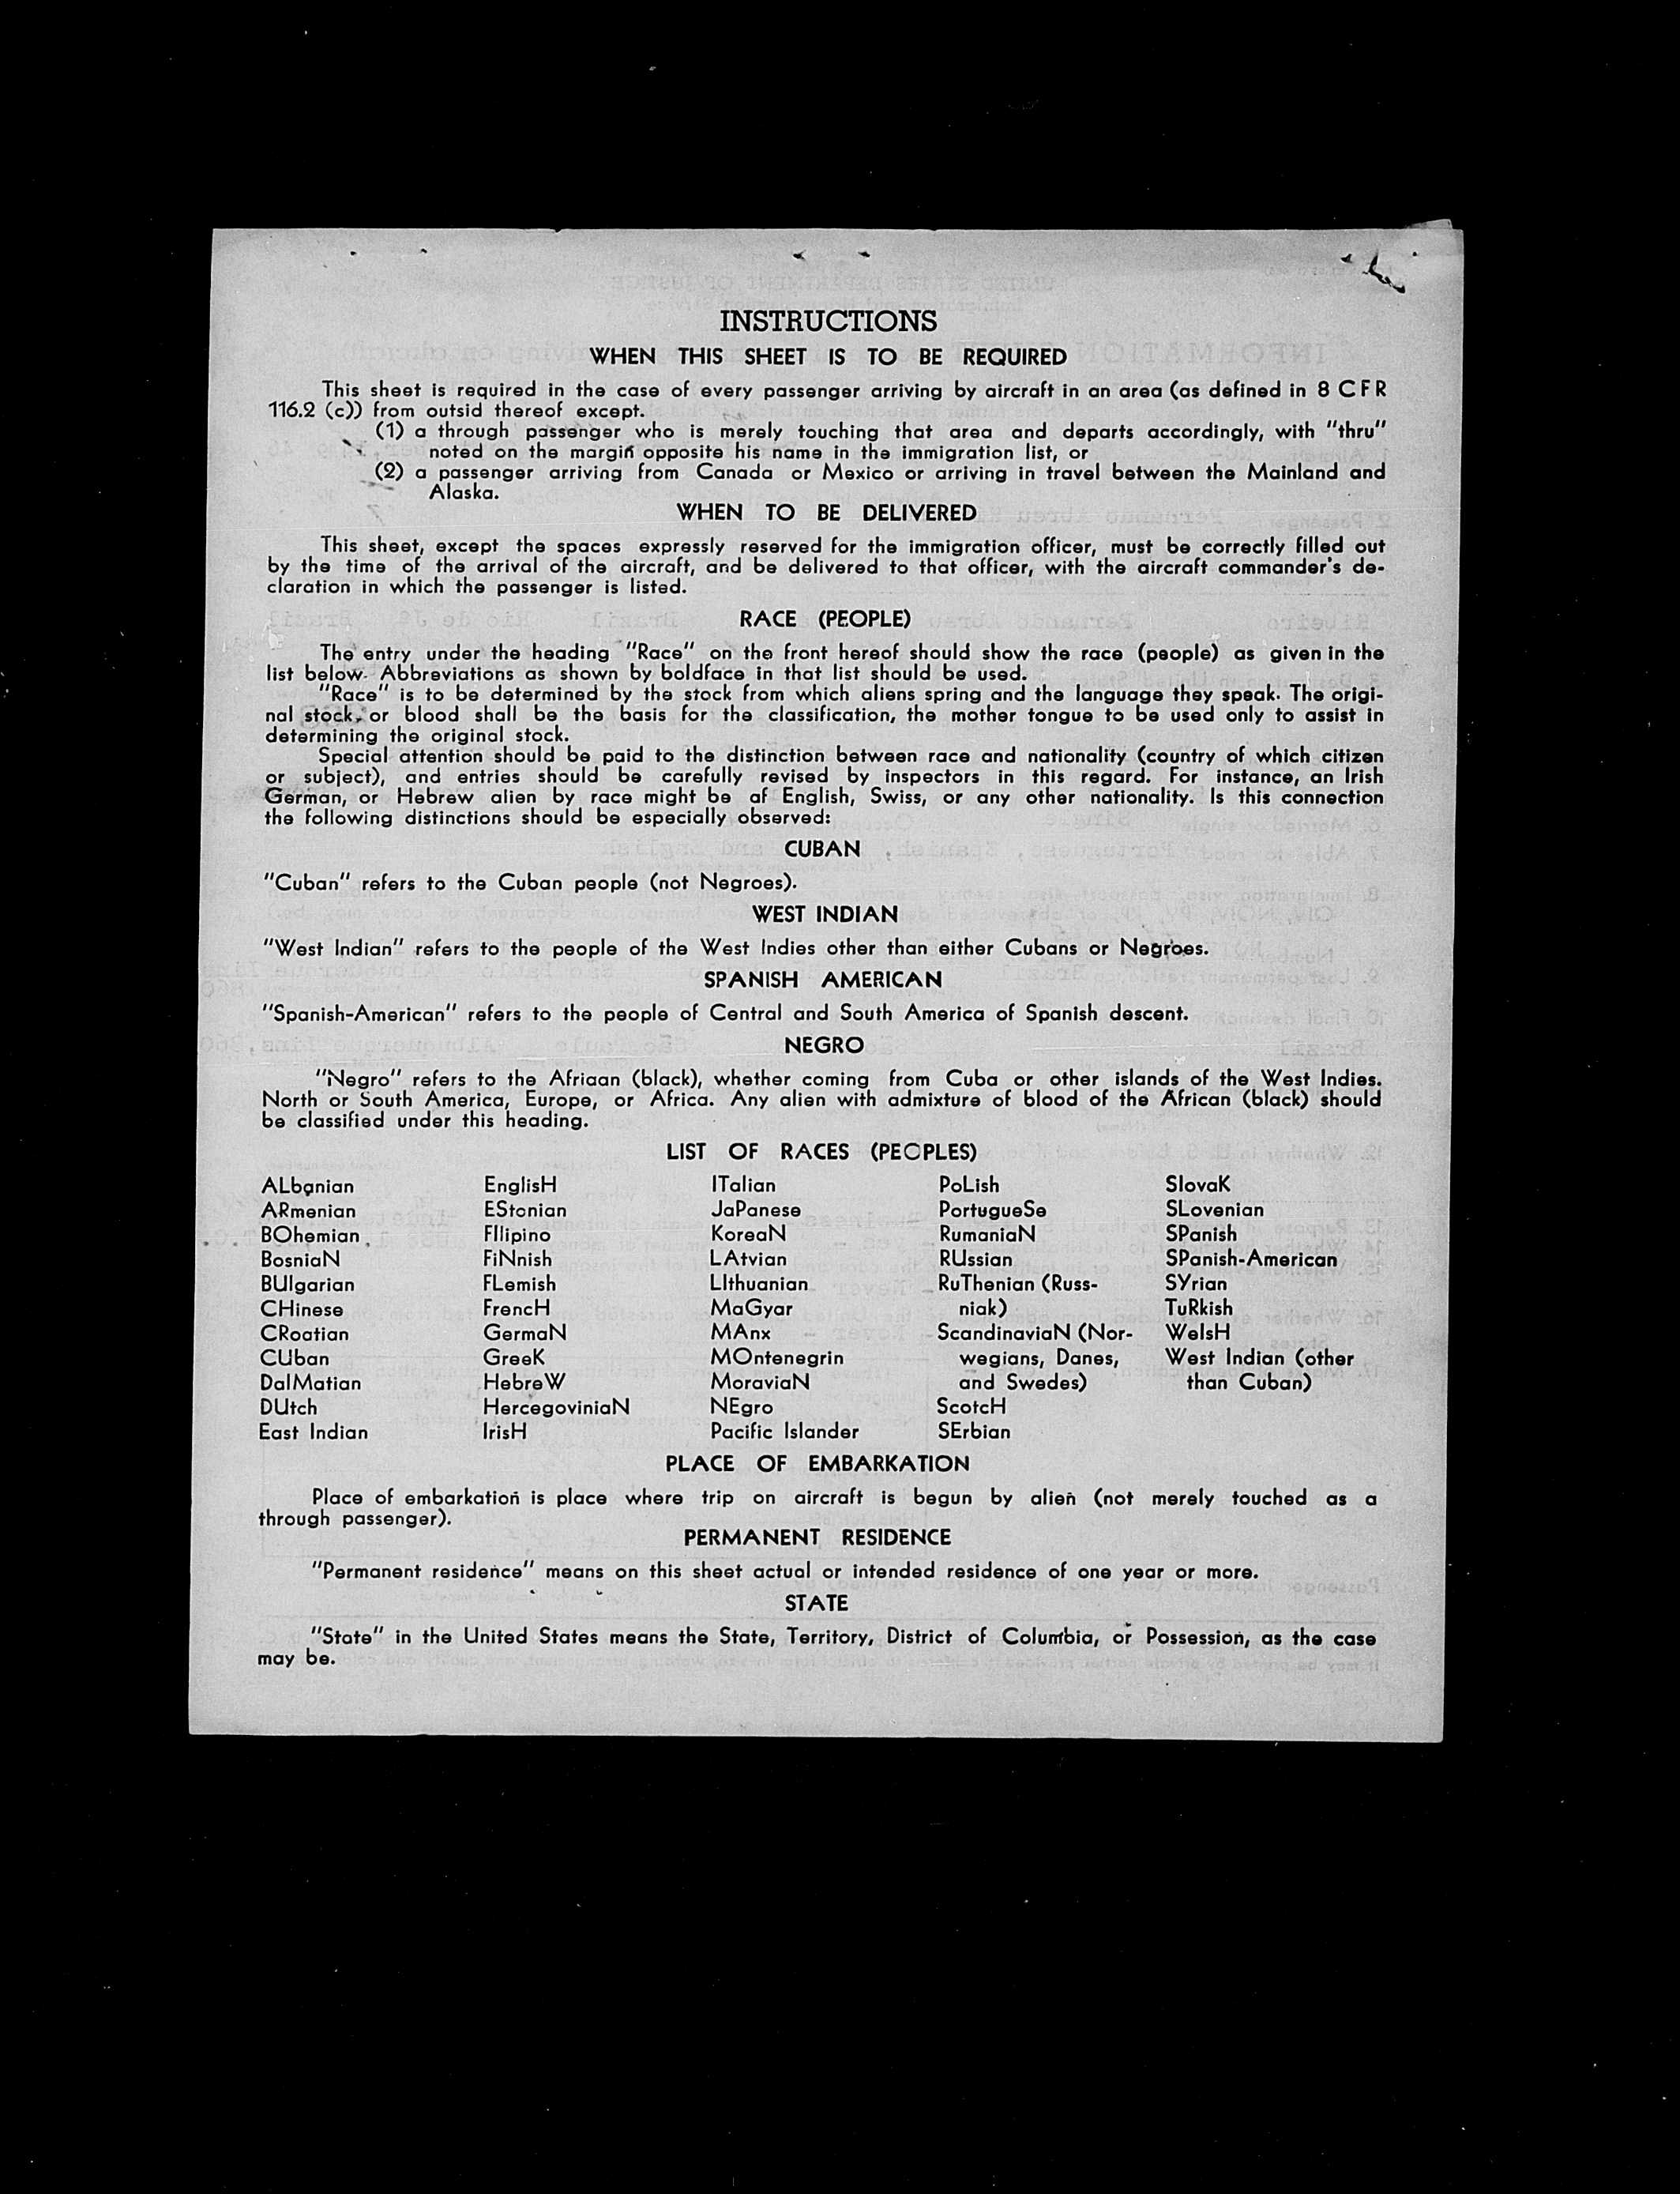 INSTRUCTIONS
WHEN THIS SHEET IS TO BE REQUIRED
This sheet is required in the case of every passenger arriving by aircraft in an area (as defined in 8 CFR
116.2 (c)) from outsid thereof except.
(1) a through passenger who is merely touching that area and departs accordingly, with "thru"
noted on the margin opposite his name in the immigration list, or
(2) a passenger arriving from Canada or Mexico or arriving in travel between the Mainland and
Alaska.
WHEN TO BE DELIVERED
This sheet, except the spaces expressly reserved for the immigration officer, must be correctly filled out
by the time of the arrival of the aircraft, and be delivered to that officer, with the aircraft commander's de-
claration in which the passenger is listed.
RACE (PEOPLE)
The entry under the heading "Race" on the front hereof should show the race (people) as given in the
list below. Abbreviations as shown by boldface in that list should be used.
"Race" is to be determined by the stock from which aliens spring and the language they speak. The origi-
nal stock, or blood shall be the basis for the classification, the mother tongue to be used only to assist in
determining the original stock.
Special attention should be paid to the distinction between race and nationality (country of which citizen
or subject), and entries should be carefully revised by inspectors in this regard. For instance, an Irish
German, or Hebrew alien by race might be af English, Swiss, or any other nationality. Is this connection
the following distinctions should be especially observed:
CUBAN
"Cuban" refers to the Cuban people (not Negroes).
WEST INDIAN
"West Indian" refers to the people of the West Indies other than either Cubans or Negroes.
SPANISH AMERICAN
"Spanish-American" refers to the people of Central and South America of Spanish descent.
NEGRO
"Negro" refers to the Afriaan (black), whether coming from Cuba or other islands of the West Indies.
North or South America, Europe, or Africa. Any alien with admixture of blood of the African (black) should
be classified under this heading.
LIST OF RACES (PEOPLES)
ALbanian
ARmenian
BOhemian
BosniaN
BUlgarian
CHinese
CRoatian
CUban
DalMatian
DUtch
East Indian
EnglisH
EStonian
FIlipino
FiNnish
FLemish
FrencH
GermaN
GreeK
HebreW
HercegoviniaN
IrisH
ITalian
JaPanese
KoreaN
LAtvian
LIthuanian
MaGyar
MAnx
MOntenegrin
MoraviaN
NEgro
Pacific Islander
PoLish
PortugueSe
RumaniaN
RUssian
RuThenian (Russ-
niak)
ScandinaviaN (Nor-
wegians, Danes,
and Swedes)
ScotcH
SErbian
SlovaK
SLovenian
SPanish
SPanish-American
SYrian
TuRkish
WelsH
West Indian (other
than Cuban)
PLACE OF EMBARKATION
Place of embarkation is place where trip on aircraft is begun by alien (not merely touched as a
through passenger).
PERMANENT RESIDENCE
"Permanent residence" means on this sheet actual or intended residence of one year or more.
STATE
"State" in the United States means the State, Territory, District of Columbia, or Possession, as the case
may be.